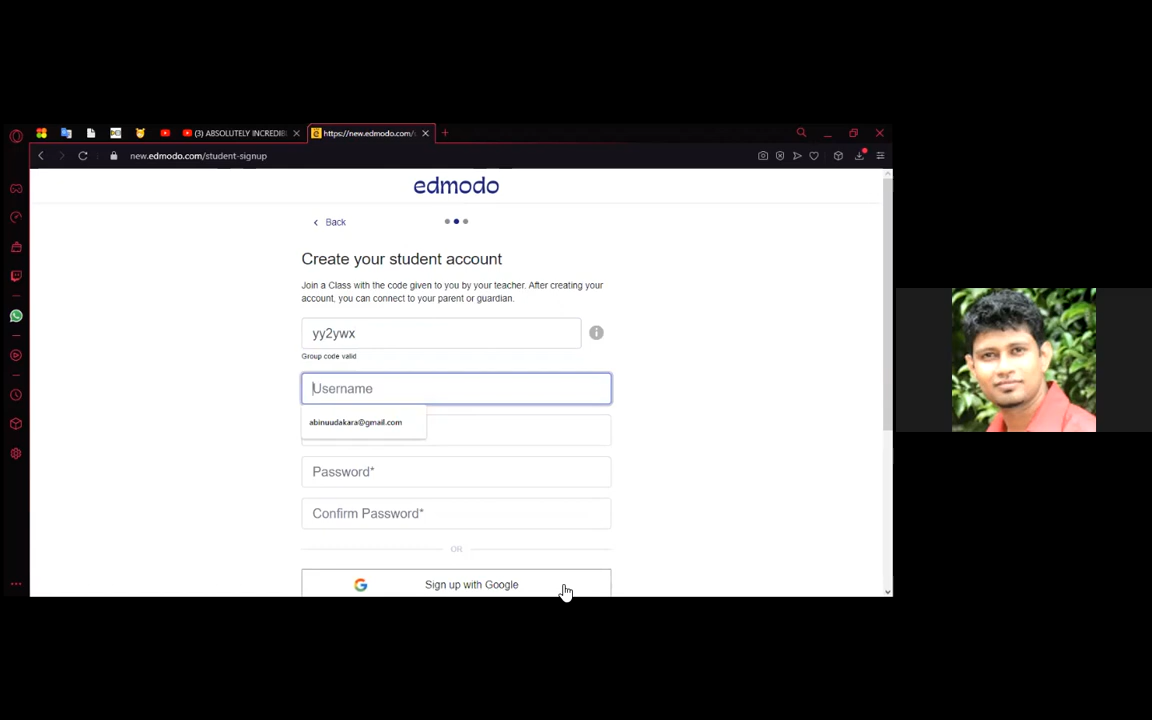 (3) ABSOLUTELY INCREDIB
https://new.edmodo.com/s
new.edmodo.com/student-signup
edmodo
Back
Create your student account
Join a Class with the code given to you by your teacher. After creating your
account, you can connect to your parent or guardian.
yy2ywx
Group code valid
Username
abinuudakara@gmail.com
Password*
Confirm Password*
OR
Sign up with Google